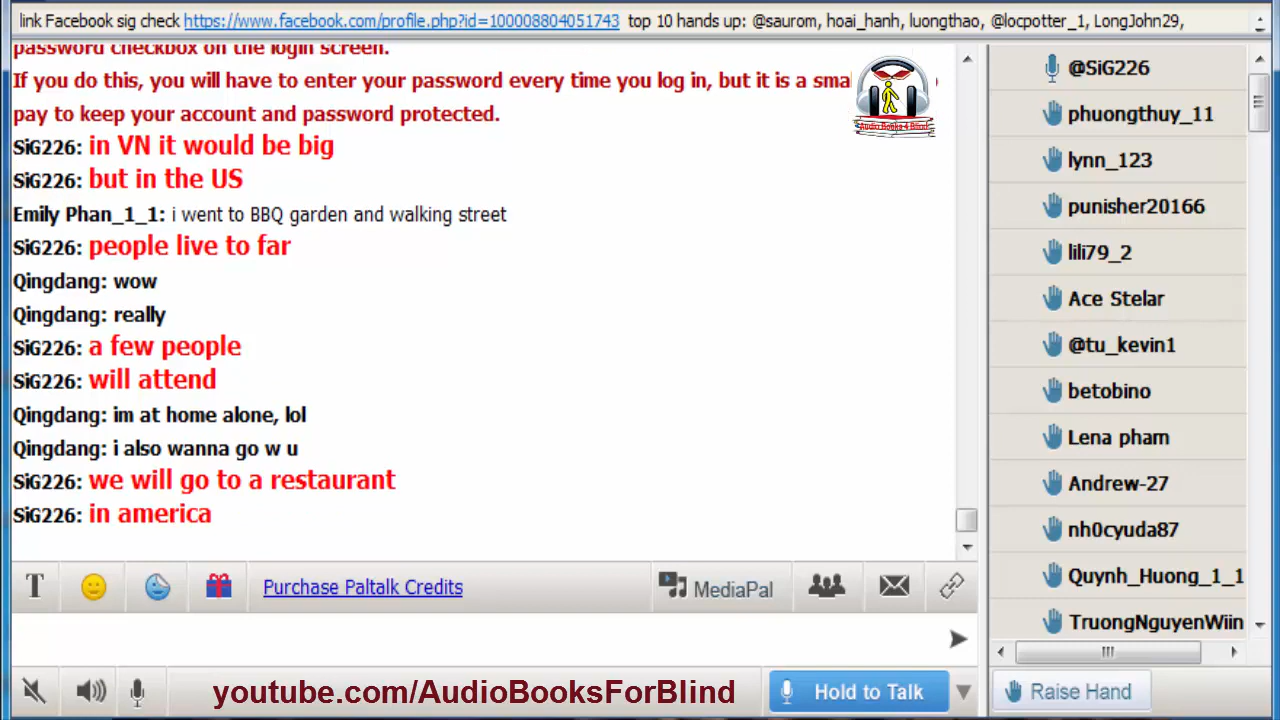 link Facebook sig check https://www.facebook.com/profile.php?id=100008804051743 top 10 hands up: @saurom, hoai_hanh, luongthao, @locpotter_1, LongJohn29,
password checkbox on the login screen.
If you do this, you will have to enter your password every time you log in, but it is a
pay to keep your account and password protected.
SiG226: in VN it would be big
SiG226: but in the US
Emily Phan_1_1: i went to BBQ garden and walking street
SiG226: people live to far
Qingdang: wow
Qingdang: really
SiG226: a few people
SiG226: will attend
Qingdang: im at home alone, lol
Qingdang: i also wanna go w u
SiG226: we will go to a restaurant
SiG226: in america
Audio Books 4 Blind
@SiG226
phuongthuy_11
lynn_123
punisher20166
lili79_2
Ace Stelar
@tu_kevin1
betobino
Lena pham
Andrew-27
nh0cyuda87
Quynh_Huong_1_1
TruongNguyenWiin
T
Purchase Paltalk Credits
MediaPal
youtube.com/AudioBooksForBlind
Hold to Talk
Raise Hand